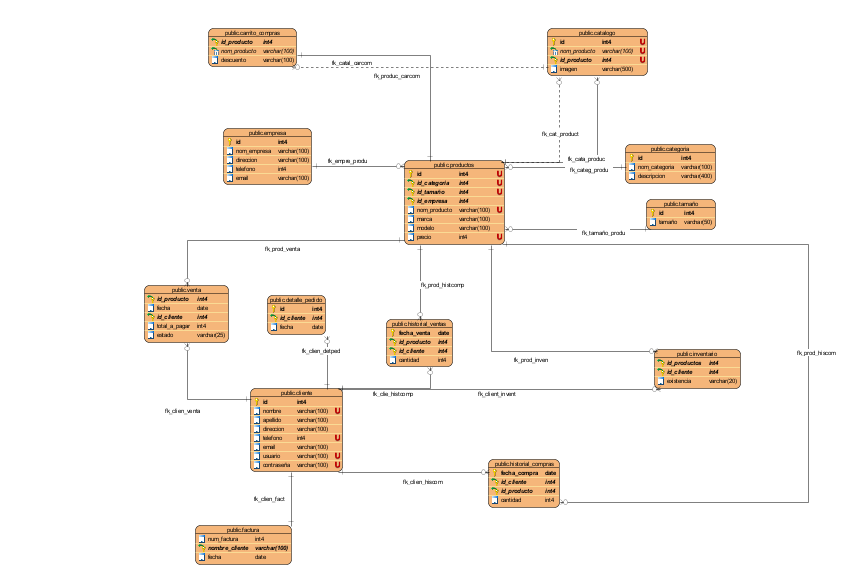 public.carrito_compras
id_producto int4
nom_producto varchar(100)
descuento varchar(100)
public.catalogo
id int4 U
nom_producto varchar(100) U
id_producto int4 U
imagen varchar(500)
fk_catal_carcom
fk_produc_carcom
fk_cat_product
public.empresa
id int4
nom_empresa varchar(100)
direccion varchar(100)
telefono int4
email varchar(100)
fk_empre_produ
public.productos
id int4 U
id_categoria int4 U
id_tamaño int4 U
id_empresa int4
nom_producto varchar(100) U
marca varchar(100)
modelo varchar(100)
precio int4 U
fk_cata_produc
fk_categ_produ
public.categoria
id int4
nom_categoria varchar(100)
descripcion varchar(400)
public.tamaño
id int4
tamaño varchar(50)
fk_tamaño_produ
fk_prod_venta
fk_prod_histcomp
public.venta
id_producto int4
fecha date
id_cliente int4
total_a_pagar int4
estado varchar(25)
public.detalle_pedido
id int4
id_cliente int4
fecha date
public.historial_ventas
fecha_venta date
id_producto int4
id_cliente int4
cantidad int4
fk_clien_detped
fk_prod_inven
fk_prod_hiscom
public.inventario
id_productos int4
id_cliente int4
existencia varchar(20)
fk_clie_histcomp
fk_client_invent
fk_clien_venta
public.cliente
id int4
nombre varchar(100) U
apellido varchar(100)
direccion varchar(100)
telefono int4 U
email varchar(100)
usuario varchar(100) U
contraseña varchar(100) U
fk_clien_hiscom
public.historial_compras
fecha_compra date
id_cliente int4
id_producto int4
cantidad int4
fk_clien_fact
public.factura
num_factura int4
nombre_cliente varchar(100)
fecha date